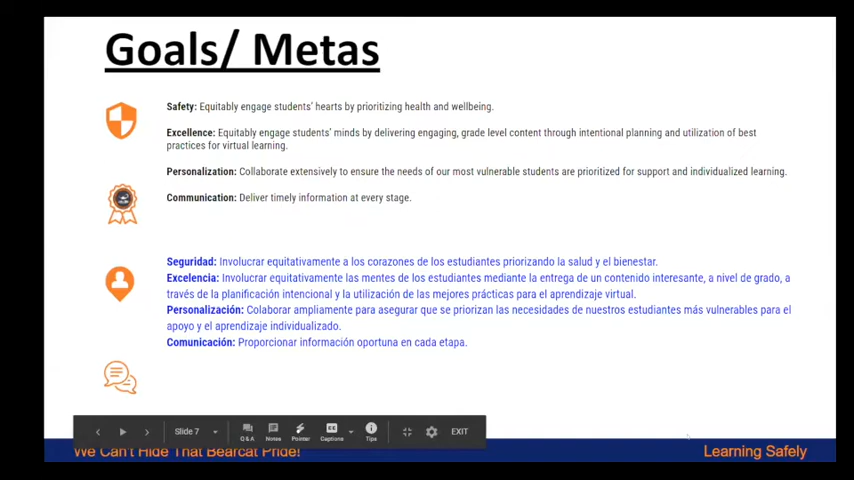 Goals/ Metas
Safety: Equitably engage students' hearts by prioritizing health and wellbeing.
Excellence: Equitably engage students' minds by delivering engaging, grade level content through intentional planning and utilization of best
practices for virtual learning.
Personalization: Collaborate extensively to ensure the needs of our most vulnerable students are prioritized for support and individualized learning.
Communication: Deliver timely information at every stage.
Seguridad: Involucrar equitativamente a los corazones de los estudiantes priorizando la salud y el bienestar.
Excelencia: Involucrar equitativamente las mentes de los estudiantes mediante la entrega de un contenido interesante, a nivel de grado, a
través de la planificación intencional y la utilización de las mejores prácticas para el aprendizaje virtual.
Personalización: Colaborar ampliamente para asegurar que se priorizan las necesidades de nuestros estudiantes más vulnerables para el
apoyo y el aprendizaje individualizado.
Comunicación: Proporcionar información oportuna en cada etapa.
Slide 7
Q & A
Notes
Pointer
Captions
Tips
EXIT
We Can't Hide That Bearcat Pride!
Learning Safely